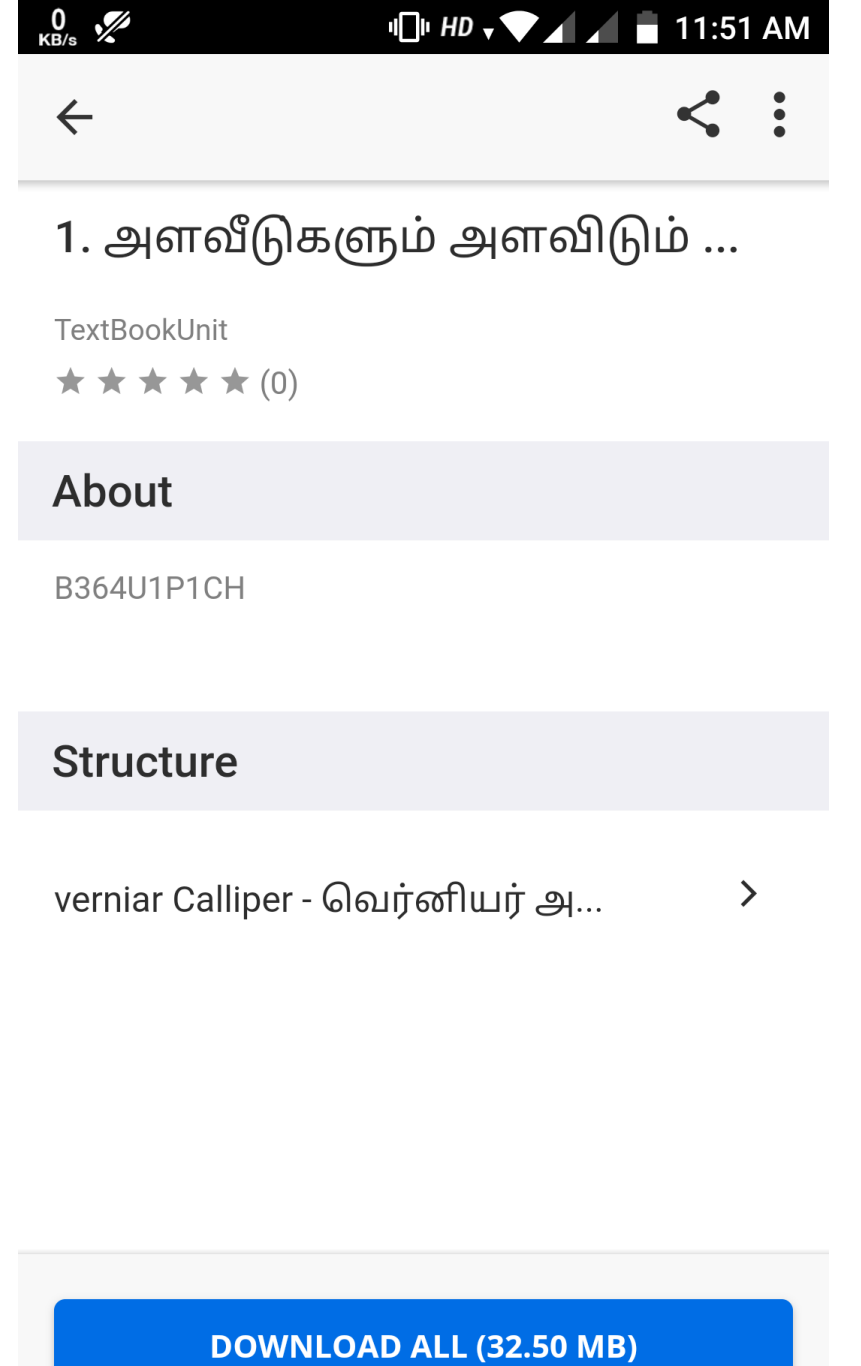 0
KB/s
HD
11:51 AM
1. அளவீடுகளும் அளவிடும் ...
TextBookUnit
(0)
About
B364U1P1CH
Structure
verniar Calliper - வெர்னியர் அ...
DOWNLOAD ALL (32.50 MB)